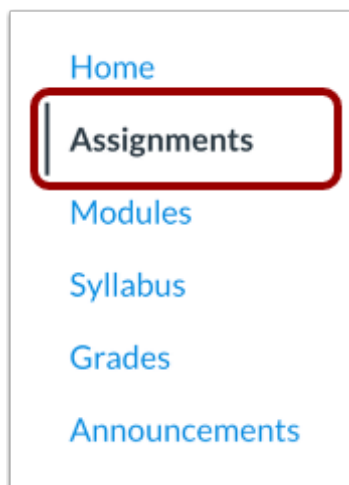 Home
Assignments
Modules
Syllabus
Grades
Announcements